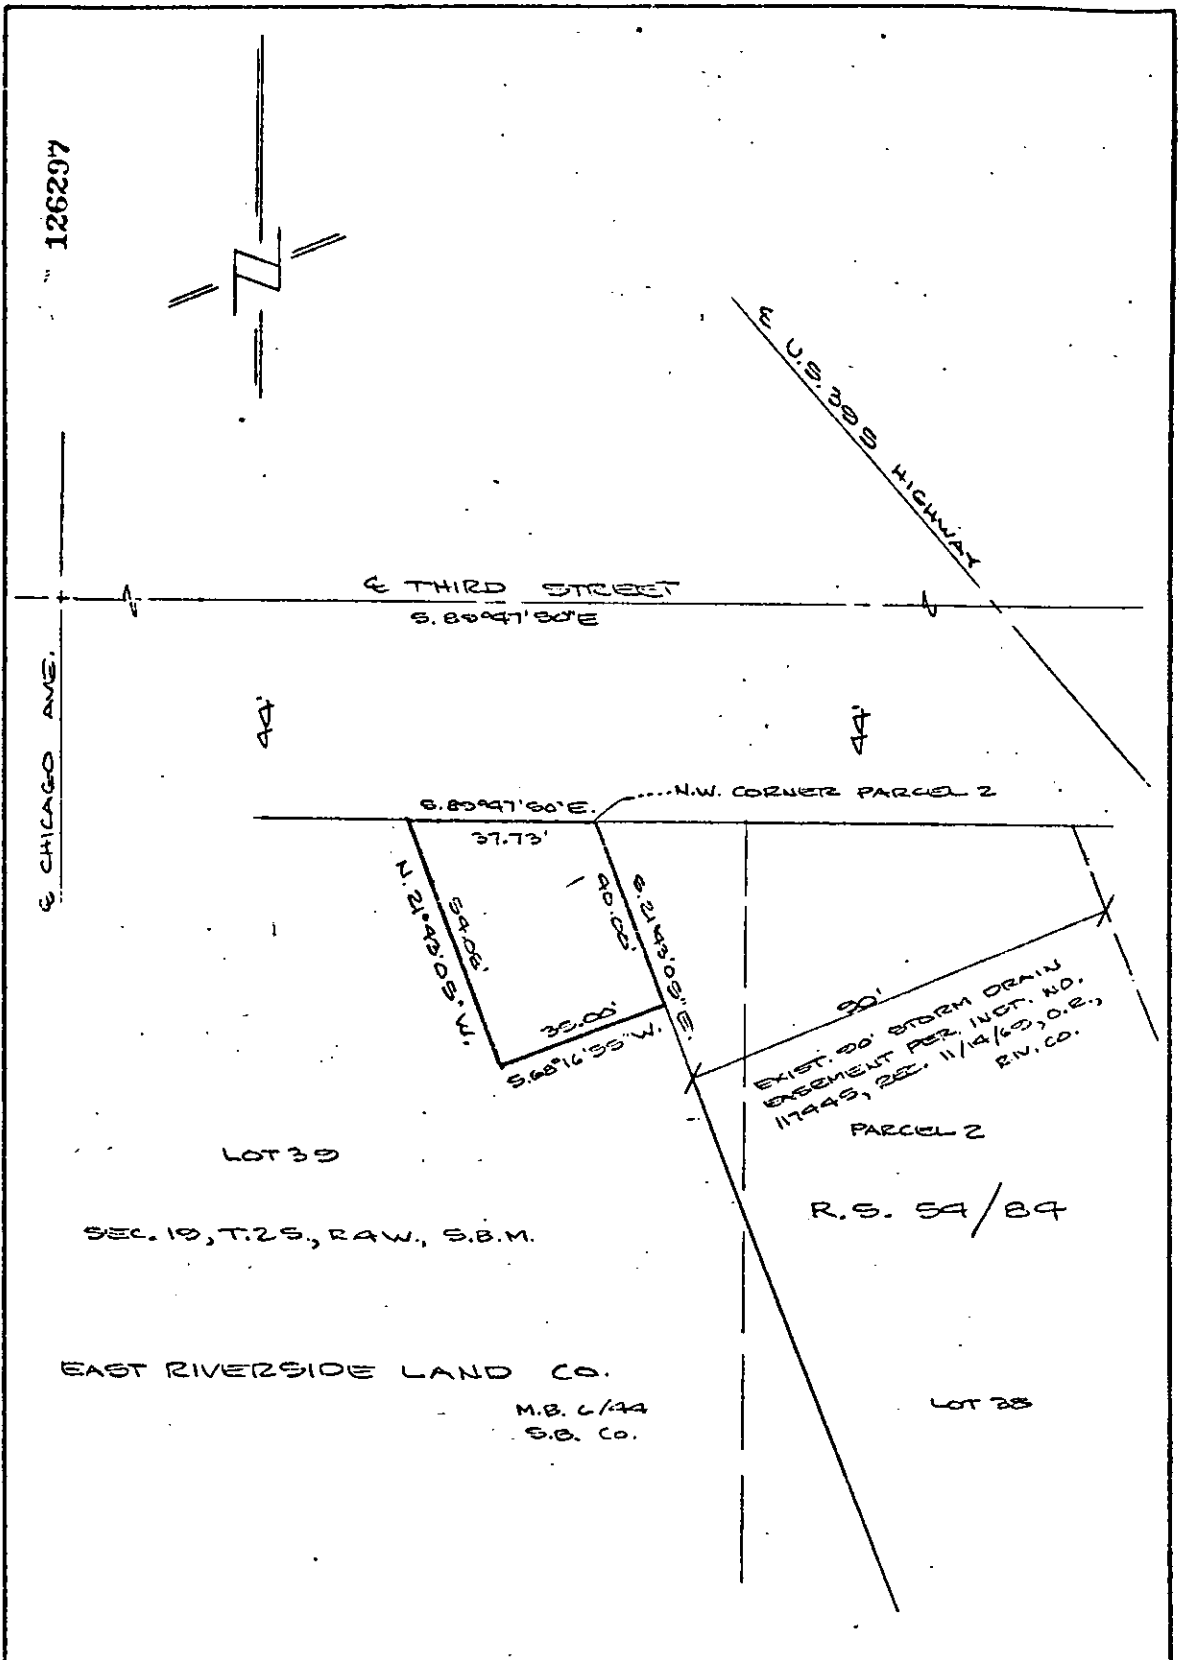 126297
℄ U.S. 395 HIGHWAY
℄ THIRD STREET
S. 89°47'50"E
℄ CHICAGO AVE.
44'
44'
S. 89°47'50"E.
N.W. CORNER PARCEL 2
37.73'
N. 21°43'05" W.
54.08'
40.00'
S. 21°43'05" E.
35.00'
S. 68°16'55" W.
90'
EXIST. 90' STORM DRAIN
EASEMENT PER INST. NO.
117445, REC. 11/14/69, O.R.,
RIV. CO.
PARCEL 2
LOT 39
R.S. 54/84
SEC. 19, T.2S., R4W., S.B.M.
EAST RIVERSIDE LAND CO.
M.B. 6/44
S.B. CO.
LOT 38